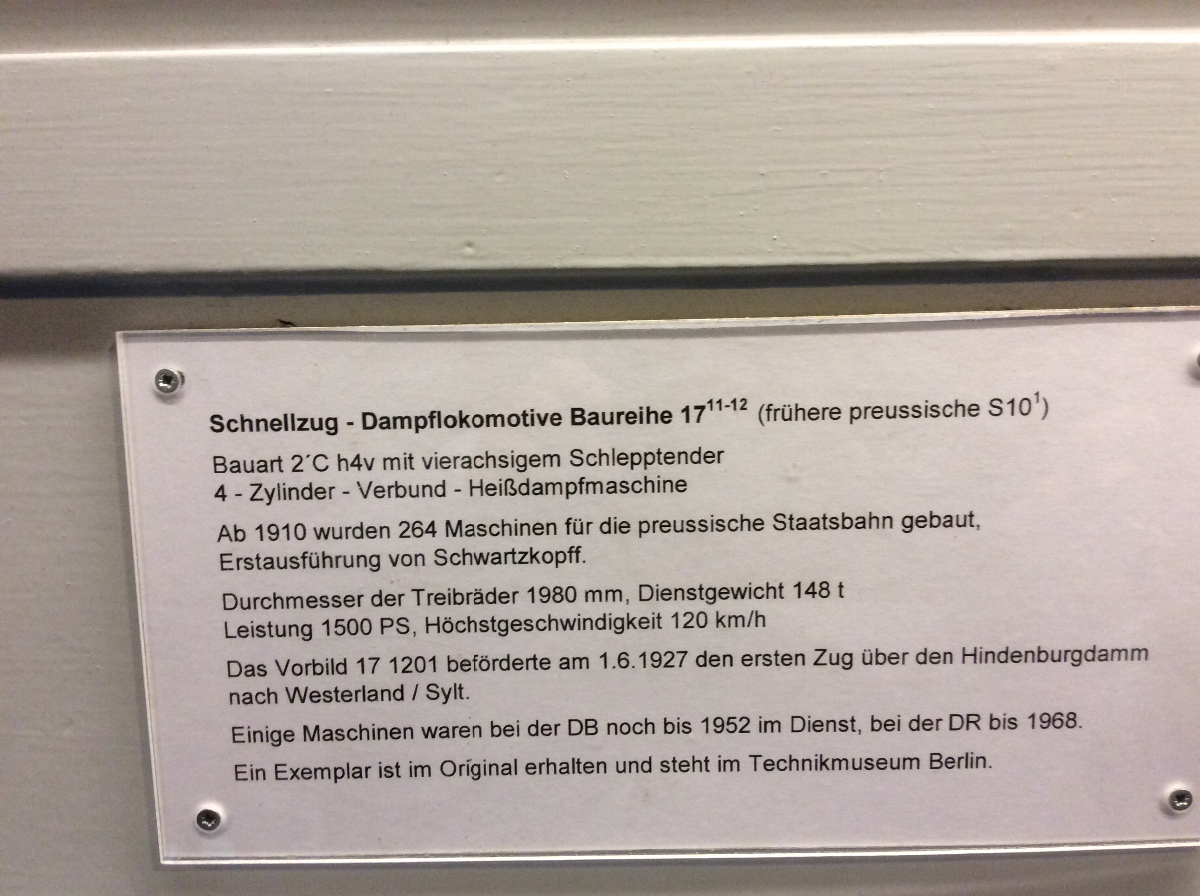 Schnellzug - Dampflokomotive Baureihe 17¹¹⁻¹² (frühere preussische S10¹)
Bauart 2´C h4v mit vierachsigem Schlepptender
4 - Zylinder - Verbund - Heißdampfmaschine
Ab 1910 wurden 264 Maschinen für die preussische Staatsbahn gebaut,
Erstausführung von Schwartzkopff.
Durchmesser der Treibräder 1980 mm, Dienstgewicht 148 t
Leistung 1500 PS, Höchstgeschwindigkeit 120 km/h
Das Vorbild 17 1201 beförderte am 1.6.1927 den ersten Zug über den Hindenburgdamm
nach Westerland / Sylt.
Einige Maschinen waren bei der DB noch bis 1952 im Dienst, bei der DR bis 1968.
Ein Exemplar ist im Original erhalten und steht im Technikmuseum Berlin.